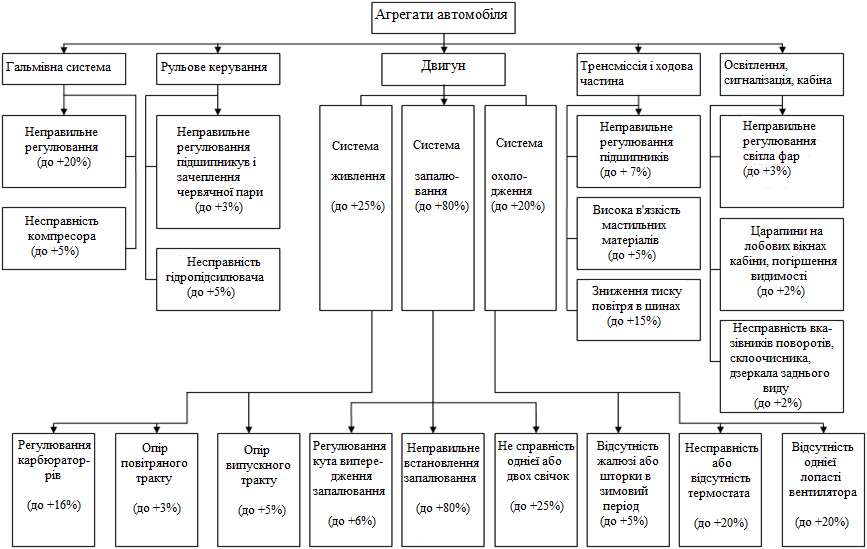 Агрегати автомобіля
Гальмівна система
Рульове керування
Двигун
Тренсміссія і ходова
частина
Освітлення,
сигналізація, кабіна
Неправильне
регулювання
(до +20%)
Несправність
компресора
(до +5%)
Неправильне
регулювання
підшипникув і
зачеплення
червячної пари
(до +3%)
Несправність
гідропідсилювача
(до +5%)
Система
живлення
(до +25%)
Система
запалю-
вання
(до +80%)
Система
охоло-
дження
(до +20%)
Неправильне
регулювання
підшипників
(до + 7%)
Висока в'язкість
мастильних
матеріалів
(до +5%)
Зниження тиску
повітря в шинах
(до +15%)
Неправильне
регулювання
світла фар
(до +3%)
Царапини на
лобових вікнах
кабіни, погіршення
видимості
(до +2%)
Несправність вка-
зівників поворотів,
склоочисника,
дзеркала заднього
виду
(до +2%)
Регулювання
карбюратор-
рів
(до +16%)
Опір
повітряного
тракту
(до +3%)
Опір
випускного
тракту
(до +5%)
Регулювання
кута випере-
дження
запалювання
(до +6%)
Неправильне
встановлення
запалювання
(до +80%)
Не справність
однієї або
двох свічок
(до +25%)
Відсутність
жалюзі або
шторки в
зимовий
період
(до +5%)
Несправність
або
відсутність
термостата
(до +20%)
Відсутність
однієї
лопасті
вентилятора
(до +20%)